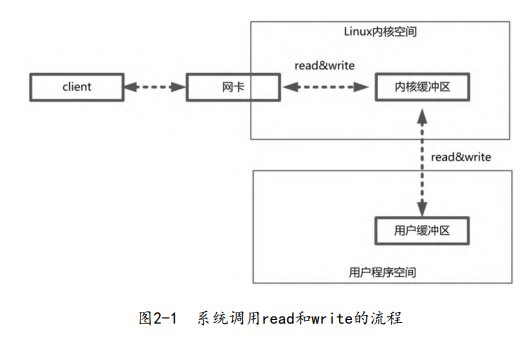 Linux内核空间
read&write
client
网卡
内核缓冲区
read&write
用户缓冲区
用户程序空间
图2-1 系统调用read和write的流程